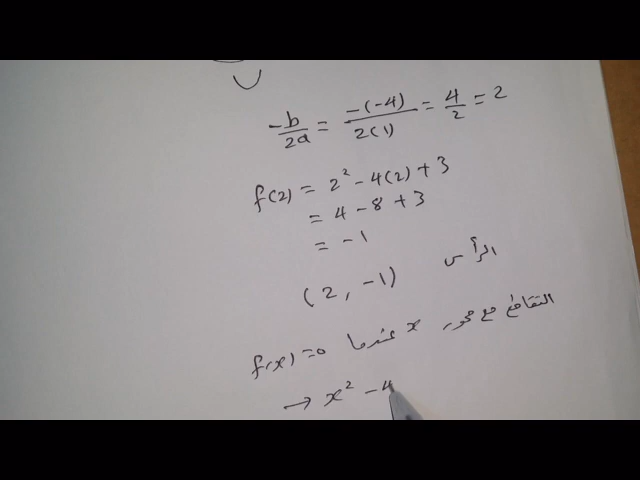 -b/2a = -(-4)/2(1) = 4/2 = 2
f(2) = 2² - 4(2) + 3
= 4 - 8 + 3
= -1
(2, -1) الرأس
التقاطع مع محور x عندما f(x) = 0
→ x² - 4